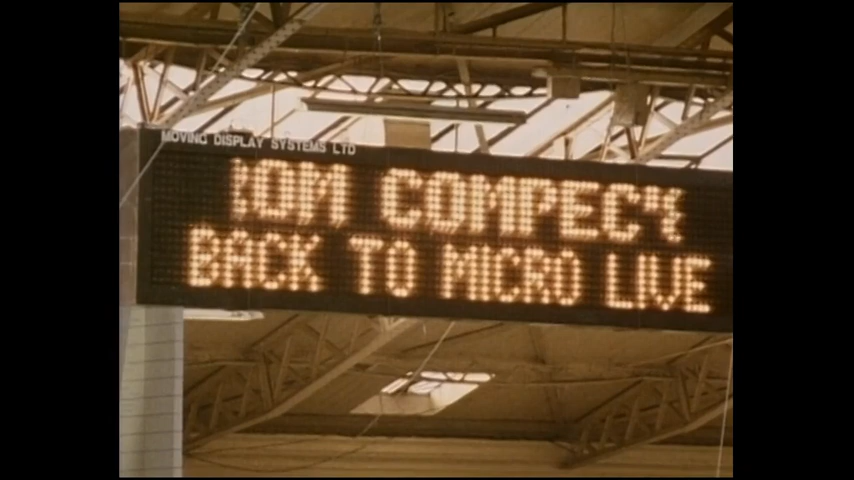 MOVING DISPLAY SYSTEMS LTD
COMPEC
BACK TO MICRO LIVE